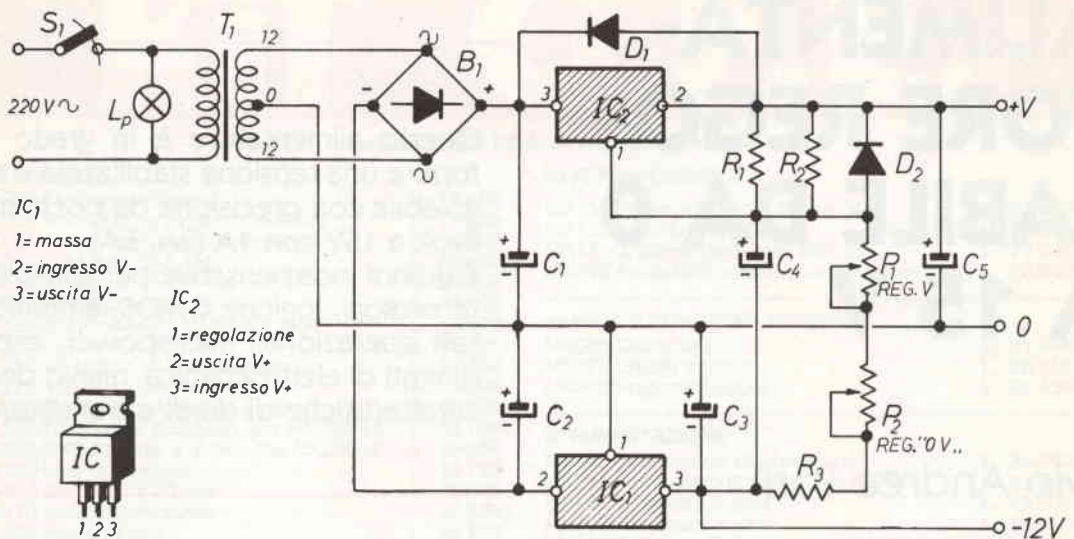 S1
T1
12
0
12
220 V ~
Lp
~
B1
-
+
~
D1
3
IC2
2
1
+V
R1
R2
D2
IC1
1= massa
2= ingresso V-
3= uscita V-
IC2
1= regolazione
2= uscita V+
3= ingresso V+
+
-
C1
+
-
C4
P1
REG. V
+
-
C5
0
+
-
C2
1
2
IC1
3
+
-
C3
R3
P2
REG."0 V„
-12V
IC
1 2 3